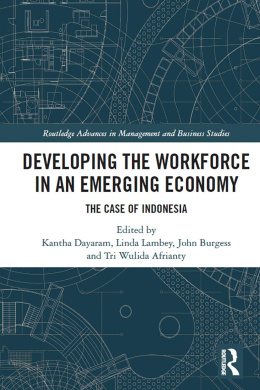 Routledge Advances in Management and Business Studies
DEVELOPING THE WORKFORCE
IN AN EMERGING ECONOMY
THE CASE OF INDONESIA
Edited by
Kantha Dayaram, Linda Lambey, John Burgess
and Tri Wulida Afrianty
ROUTLEDGE